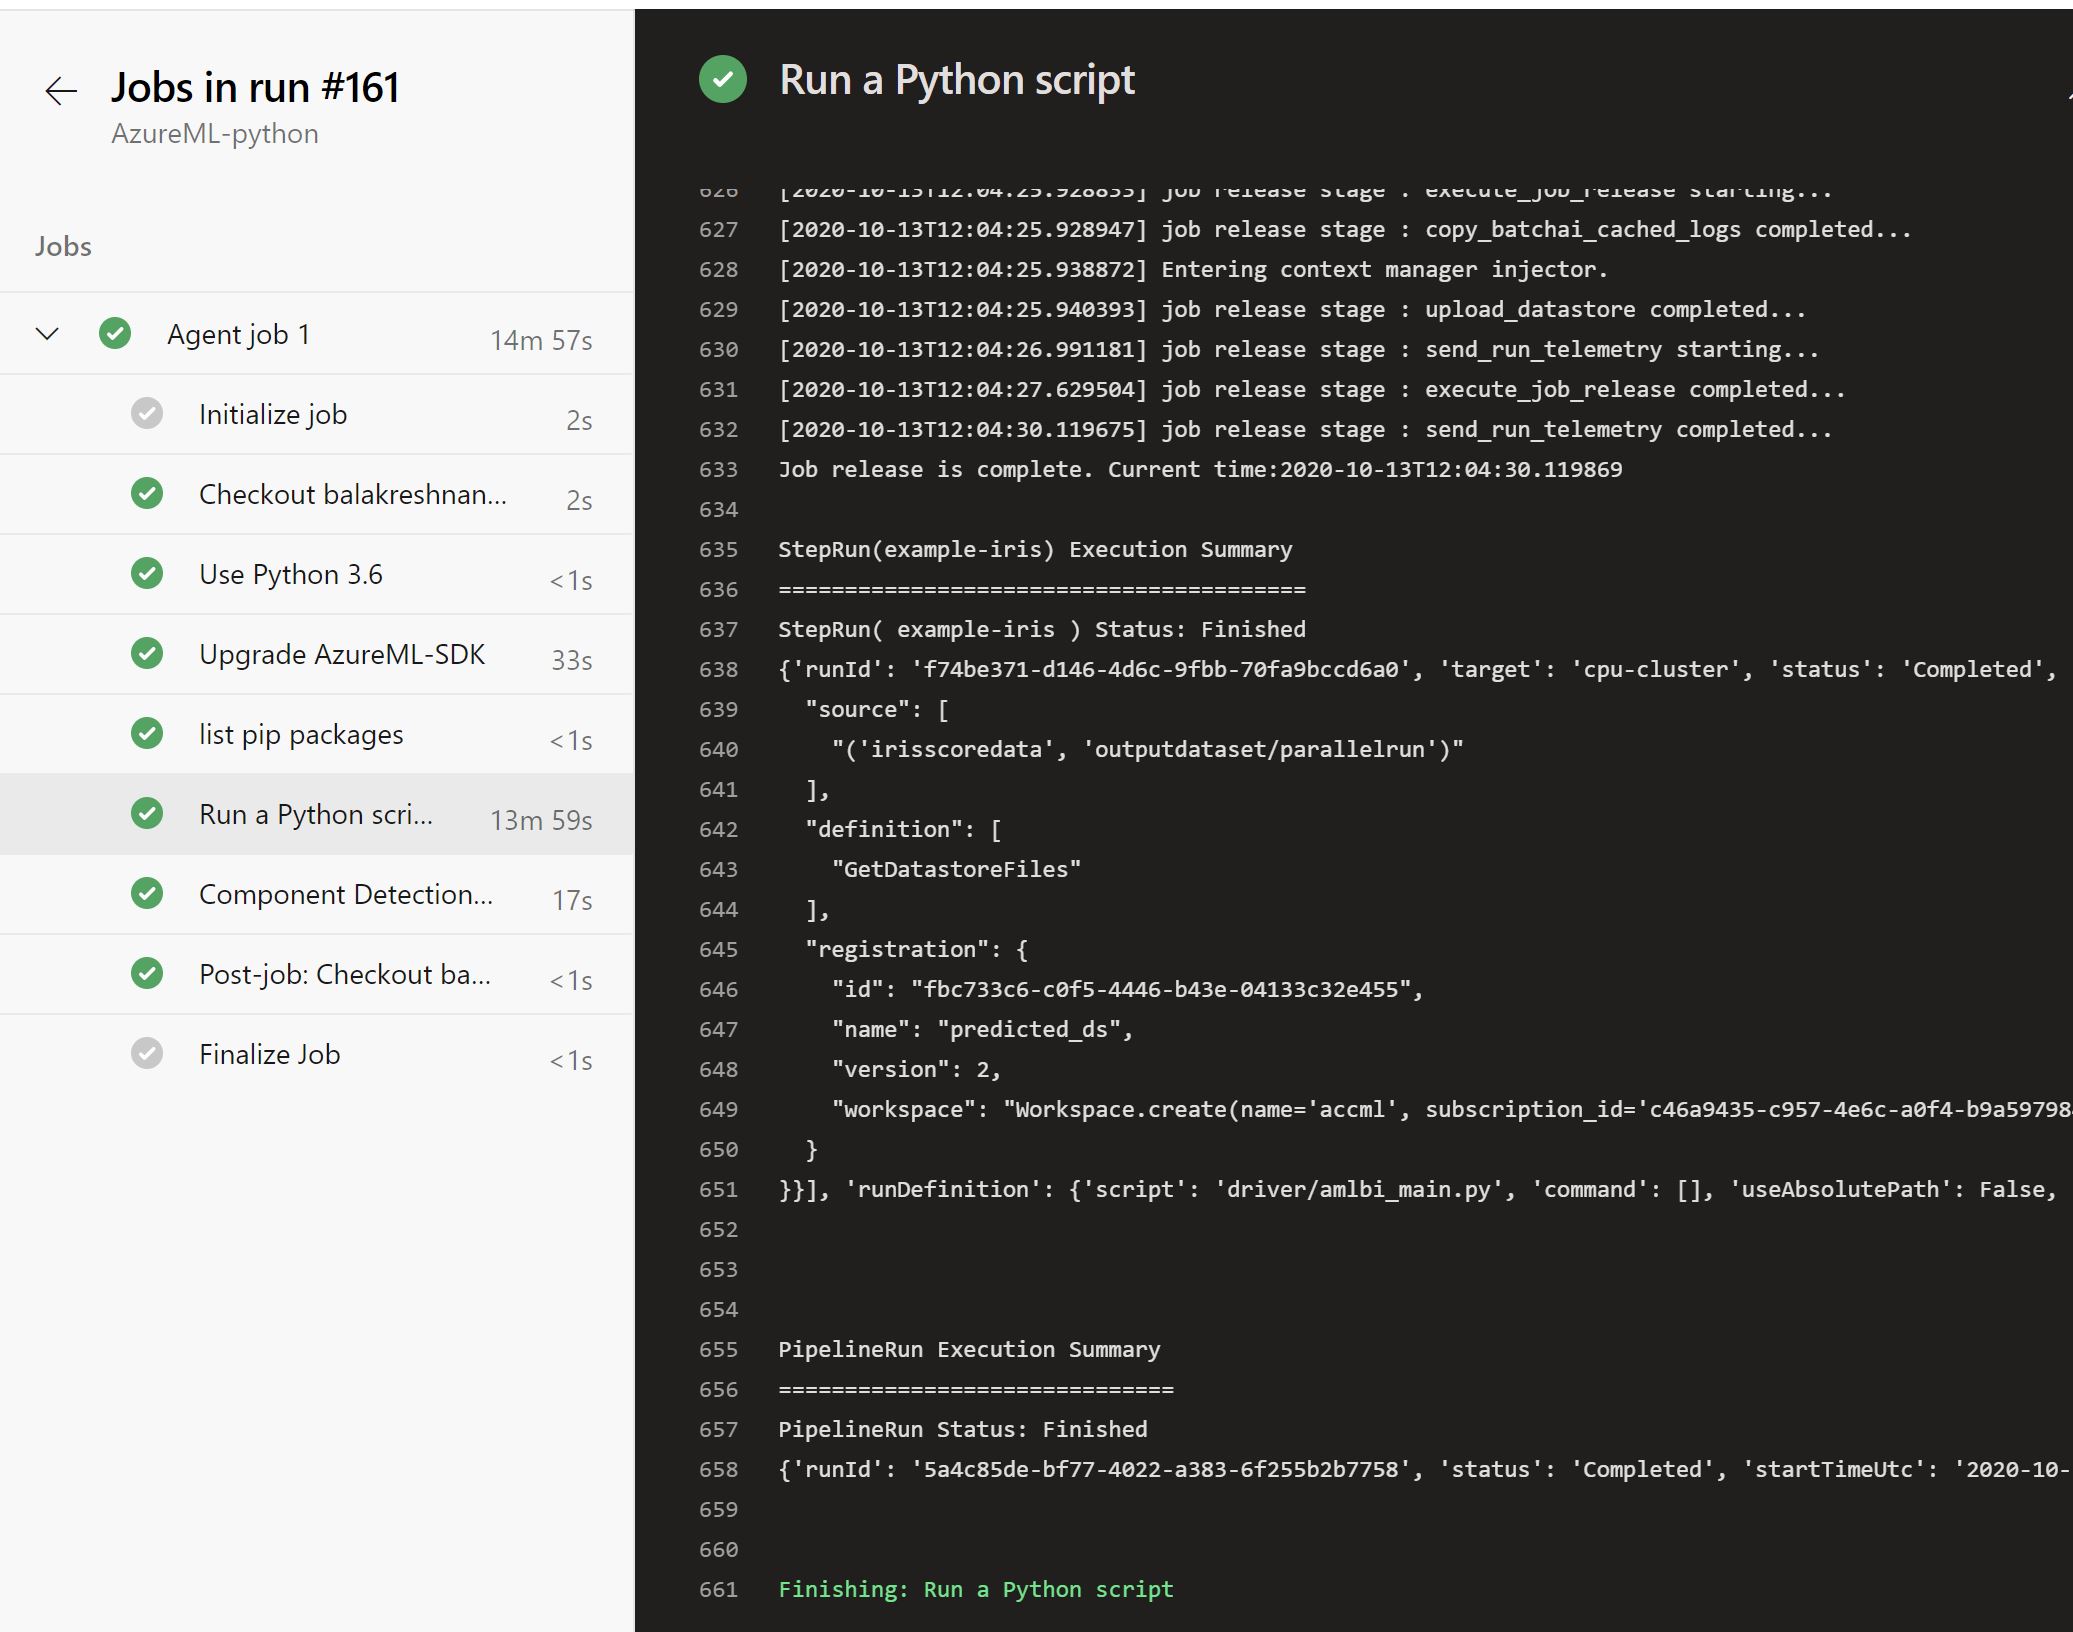 Jobs in run #161
AzureML-python
Jobs
Agent job 1 14m 57s
Initialize job 2s
Checkout balakreshnan... 2s
Use Python 3.6 <1s
Upgrade AzureML-SDK 33s
list pip packages <1s
Run a Python scri... 13m 59s
Component Detection... 17s
Post-job: Checkout ba... <1s
Finalize Job <1s
Run a Python script
626 [2020-10-13T12:04:25.928833] job release stage : execute_job_release starting...
627 [2020-10-13T12:04:25.928947] job release stage : copy_batchai_cached_logs completed...
628 [2020-10-13T12:04:25.938872] Entering context manager injector.
629 [2020-10-13T12:04:25.940393] job release stage : upload_datastore completed...
630 [2020-10-13T12:04:26.991181] job release stage : send_run_telemetry starting...
631 [2020-10-13T12:04:27.629504] job release stage : execute_job_release completed...
632 [2020-10-13T12:04:30.119675] job release stage : send_run_telemetry completed...
633 Job release is complete. Current time:2020-10-13T12:04:30.119869
634
635 StepRun(example-iris) Execution Summary
636 ========================================
637 StepRun( example-iris ) Status: Finished
638 {'runId': 'f74be371-d146-4d6c-9fbb-70fa9bccd6a0', 'target': 'cpu-cluster', 'status': 'Completed',
639 "source": [
640 "('irisscoredata', 'outputdataset/parallelrun')"
641 ],
642 "definition": [
643 "GetDatastoreFiles"
644 ],
645 "registration": {
646 "id": "fbc733c6-c0f5-4446-b43e-04133c32e455",
647 "name": "predicted_ds",
648 "version": 2,
649 "workspace": "Workspace.create(name='accml', subscription_id='c46a9435-c957-4e6c-a0f4-b9a59798
650 }
651 }}], 'runDefinition': {'script': 'driver/amlbi_main.py', 'command': [], 'useAbsolutePath': False,
652
653
654
655 PipelineRun Execution Summary
656 ==============================
657 PipelineRun Status: Finished
658 {'runId': '5a4c85de-bf77-4022-a383-6f255b2b7758', 'status': 'Completed', 'startTimeUtc': '2020-10-
659
660
661 Finishing: Run a Python script